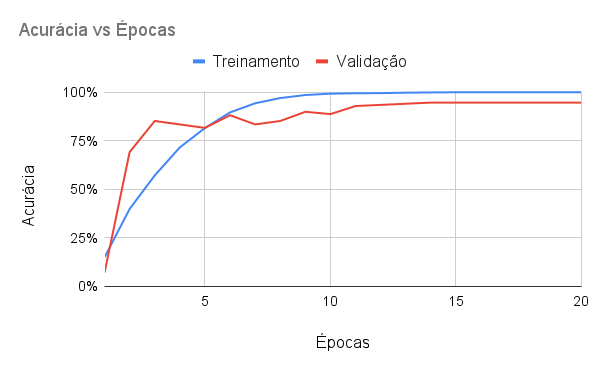 Acurácia vs Épocas
Treinamento Validação
100%
75%
50%
25%
0%
Acurácia
5 10 15 20
Épocas